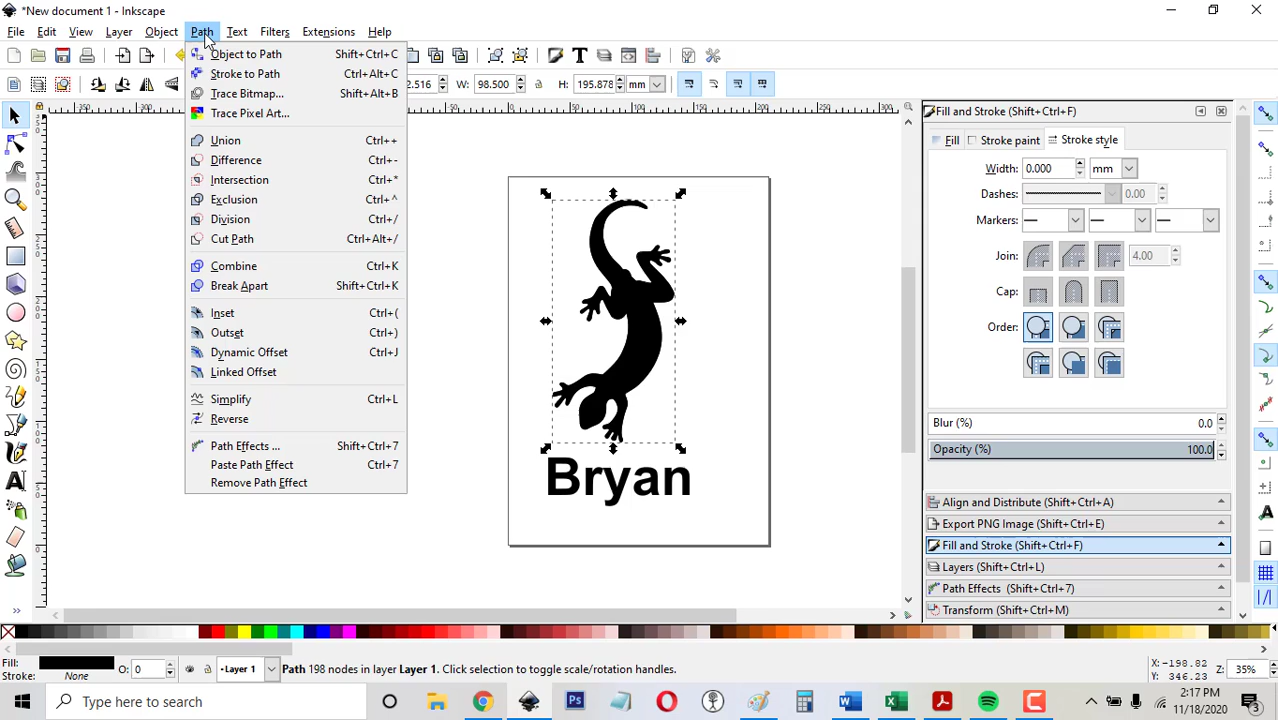 *New document 1 - Inkscape
File Edit View Layer Object Path Text Filters Extensions Help
2.516 W: 98.500 H: 195.878 mm
Object to Path Shift+Ctrl+C
Stroke to Path Ctrl+Alt+C
Trace Bitmap... Shift+Alt+B
Trace Pixel Art...
Union Ctrl++
Difference Ctrl+-
Intersection Ctrl+*
Exclusion Ctrl+^
Division Ctrl+/
Cut Path Ctrl+Alt+/
Combine Ctrl+K
Break Apart Shift+Ctrl+K
Inset Ctrl+(
Outset Ctrl+)
Dynamic Offset Ctrl+J
Linked Offset
Simplify Ctrl+L
Reverse
Path Effects ... Shift+Ctrl+7
Paste Path Effect Ctrl+7
Remove Path Effect
Bryan
Fill and Stroke (Shift+Ctrl+F)
Fill Stroke paint Stroke style
Width: 0.000 mm
Dashes: 0.00
Markers:
Join: 4.00
Cap:
Order:
Blur (%) 0.0
Opacity (%) 100.0
Align and Distribute (Shift+Ctrl+A)
Export PNG Image (Shift+Ctrl+E)
Fill and Stroke (Shift+Ctrl+F)
Layers (Shift+Ctrl+L)
Path Effects (Shift+Ctrl+7)
Transform (Shift+Ctrl+M)
Fill:
Stroke: None
O: 0
Layer 1
Path 198 nodes in layer Layer 1. Click selection to toggle scale/rotation handles.
X: -198.82
Y: 346.23
Z: 35%
Type here to search
2:17 PM
11/18/2020
3